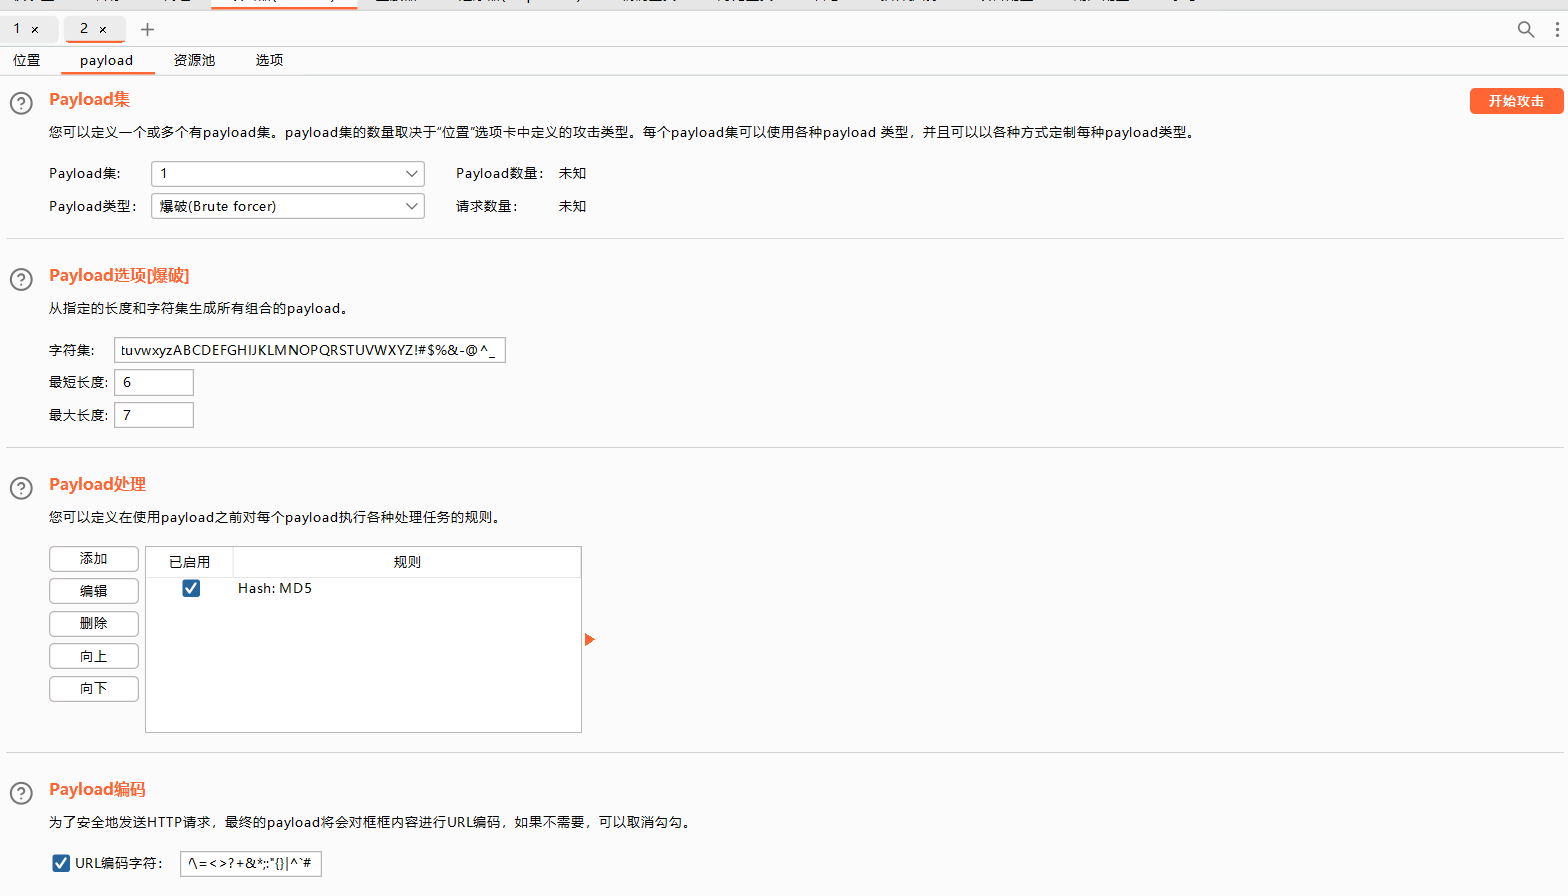 1 ×
2 ×
+
位置
payload
资源池
选项
Payload集
开始攻击
您可以定义一个或多个有payload集。payload集的数量取决于"位置"选项卡中定义的攻击类型。每个payload集可以使用各种payload 类型，并且可以以各种方式定制每种payload类型。
Payload集: 1 Payload数量: 未知
Payload类型: 爆破(Brute forcer) 请求数量: 未知
Payload选项[爆破]
从指定的长度和字符集生成所有组合的payload。
字符集: tuvwxyzABCDEFGHIJKLMNOPQRSTUVWXYZ!#$%&-@^_
最短长度: 6
最大长度: 7
Payload处理
您可以定义在使用payload之前对每个payload执行各种处理任务的规则。
添加
编辑
删除
向上
向下
已启用 规则
Hash: MD5
Payload编码
为了安全地发送HTTP请求，最终的payload将会对框框内容进行URL编码，如果不需要，可以取消勾勾。
URL编码字符: /\=<>?+&*;:"{}|^`#